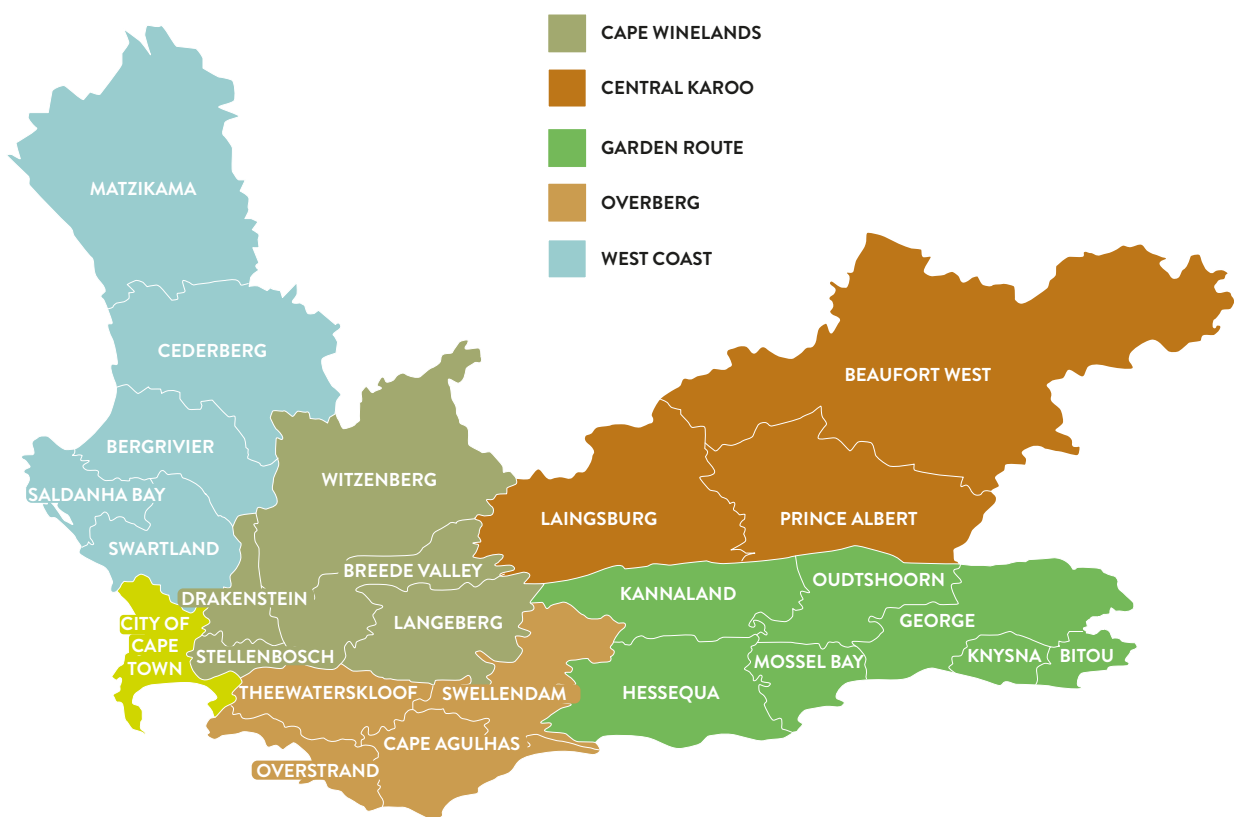 CAPE WINELANDS
CENTRAL KAROO
GARDEN ROUTE
OVERBERG
WEST COAST
MATZIKAMA
CEDERBERG
BEAUFORT WEST
BERGRIVIER
WITZENBERG
SALDANHA BAY
LAINGSBURG
PRINCE ALBERT
SWARTLAND
BREEDE VALLEY
OUDTSHOORN
KANNALAND
DRAKENSTEIN
CITY OF
CAPE
TOWN
LANGEBERG
GEORGE
STELLENBOSCH
MOSSEL BAY
KNYSNA
BITOU
THEEWATERSKLOOF
SWELLENDAM
HESSEQUA
CAPE AGULHAS
OVERSTRAND